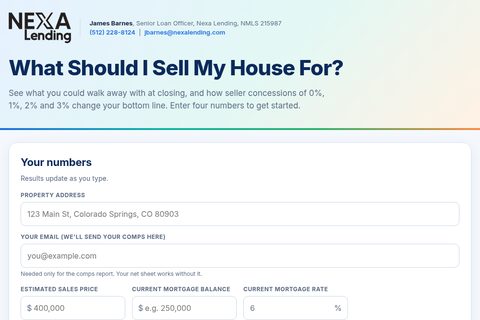 NEXA
Lending
James Barnes, Senior Loan Officer, Nexa Lending, NMLS 215987
(512) 228-8124 | jbarnes@nexalending.com
What Should I Sell My House For?
See what you could walk away with at closing, and how seller concessions of 0%,
1%, 2% and 3% change your bottom line. Enter four numbers to get started.
Your numbers
Results update as you type.
PROPERTY ADDRESS
123 Main St, Colorado Springs, CO 80903
YOUR EMAIL (WE'LL SEND YOUR COMPS HERE)
you@example.com
Needed only for the comps report. Your net sheet works without it.
ESTIMATED SALES PRICE CURRENT MORTGAGE BALANCE CURRENT MORTGAGE RATE
$ 400,000 $ e.g. 250,000 6 %